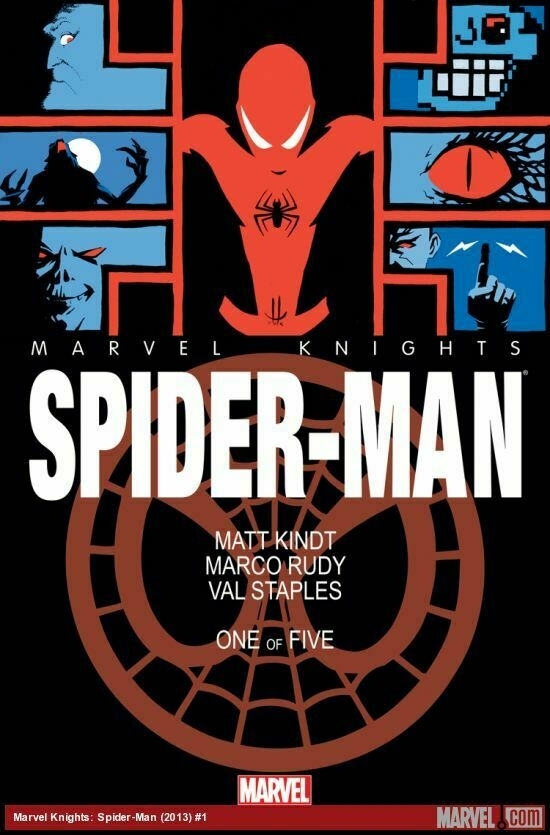 MARVEL KNIGHTS
SPIDER-MAN®
MATT KINDT
MARCO RUDY
VAL STAPLES
ONE OF FIVE
MARVEL
Marvel Knights: Spider-Man (2013) #1
MARVEL.com